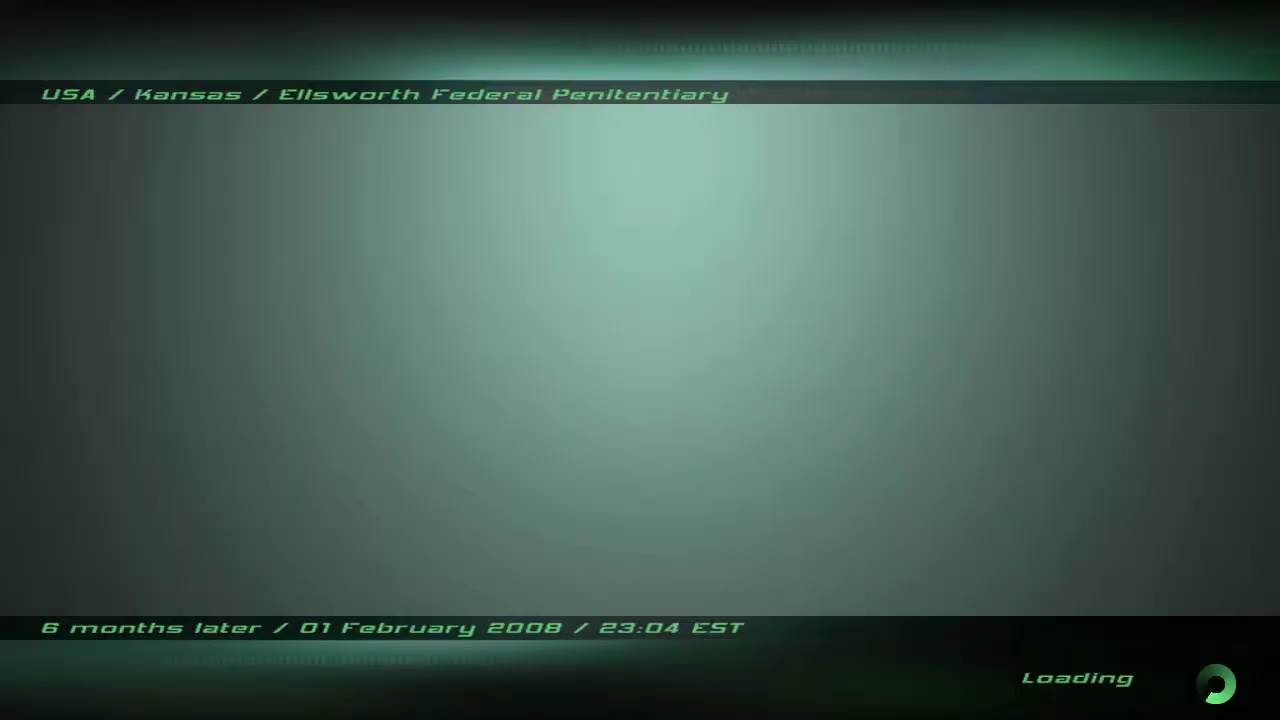 USA / Kansas / Ellsworth Federal Penitentiary
6 months later / 01 February 2008 / 23:04 EST
Loading